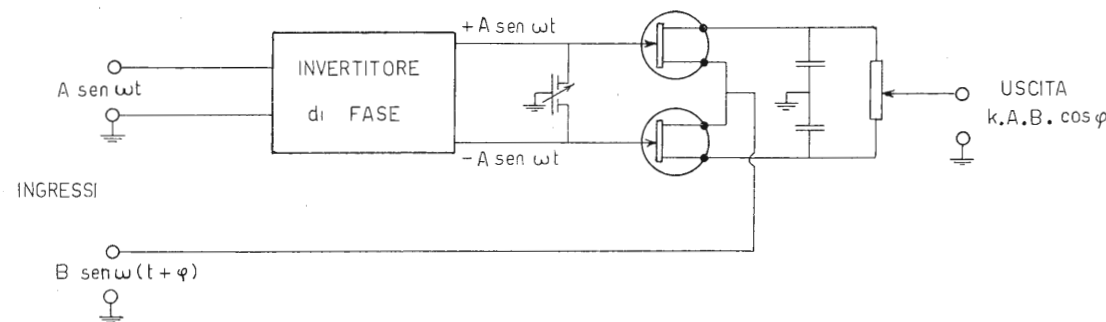 +A sen ωt
INVERTITORE
di FASE
A sen ωt
-A sen ωt
USCITA
k.A.B. cos φ
INGRESSI
B sen ω(t+φ)